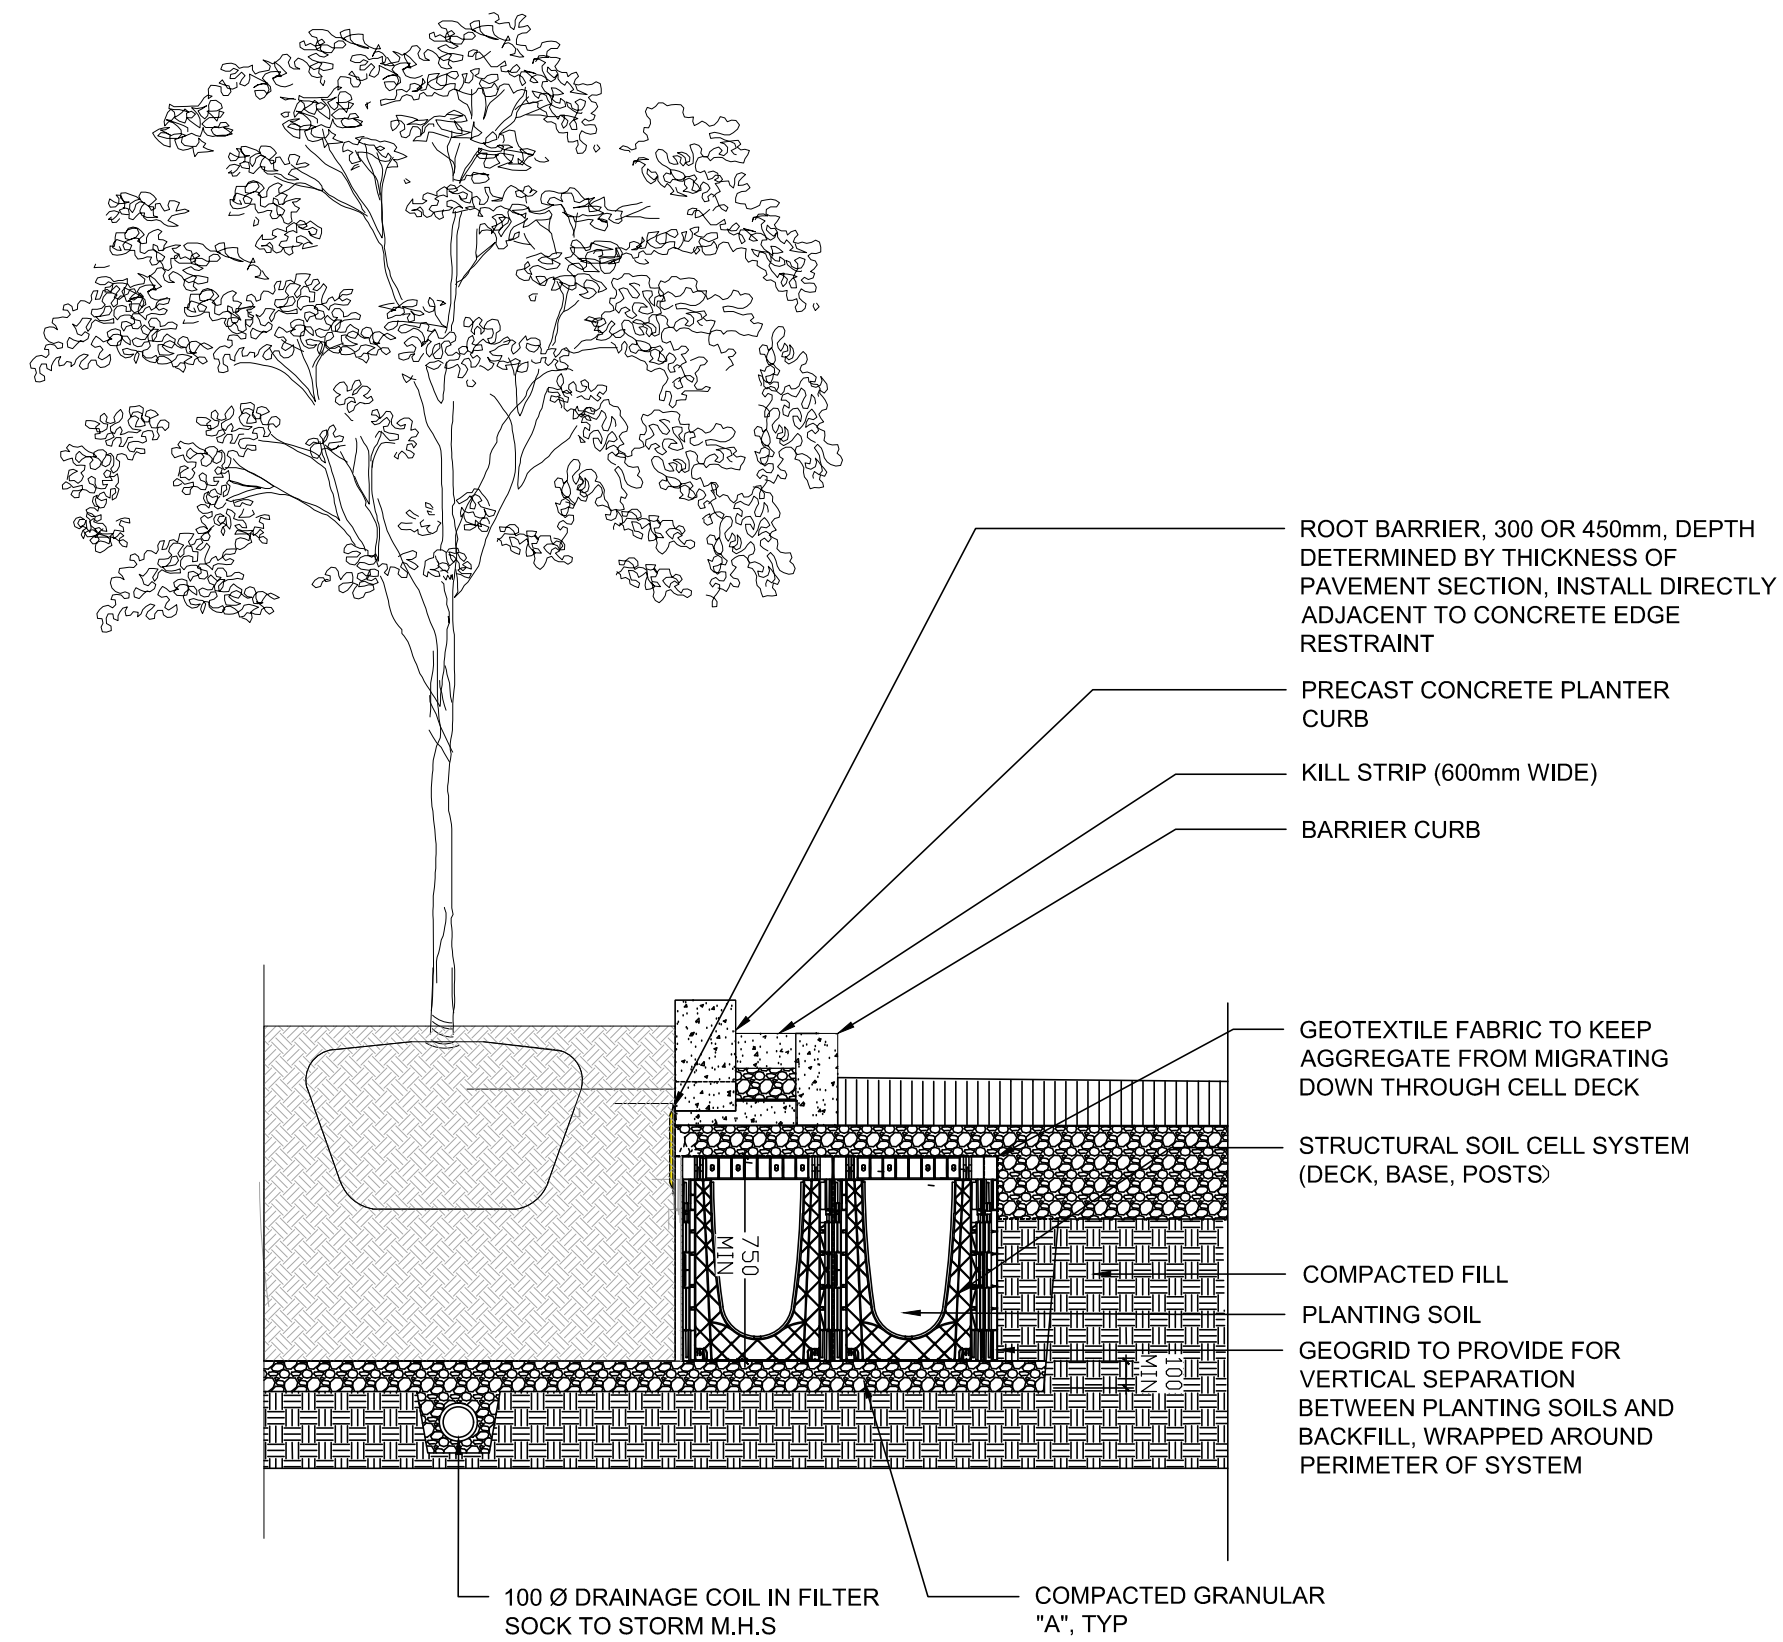 ROOT BARRIER, 300 OR 450mm, DEPTH
DETERMINED BY THICKNESS OF
PAVEMENT SECTION, INSTALL DIRECTLY
ADJACENT TO CONCRETE EDGE
RESTRAINT
PRECAST CONCRETE PLANTER
CURB
KILL STRIP (600mm WIDE)
BARRIER CURB
GEOTEXTILE FABRIC TO KEEP
AGGREGATE FROM MIGRATING
DOWN THROUGH CELL DECK
STRUCTURAL SOIL CELL SYSTEM
(DECK, BASE, POSTS)
750
MIN
COMPACTED FILL
PLANTING SOIL
GEOGRID TO PROVIDE FOR
VERTICAL SEPARATION
BETWEEN PLANTING SOILS AND
BACKFILL, WRAPPED AROUND
PERIMETER OF SYSTEM
100
MIN
100 Ø DRAINAGE COIL IN FILTER
SOCK TO STORM M.H.S
COMPACTED GRANULAR
"A", TYP